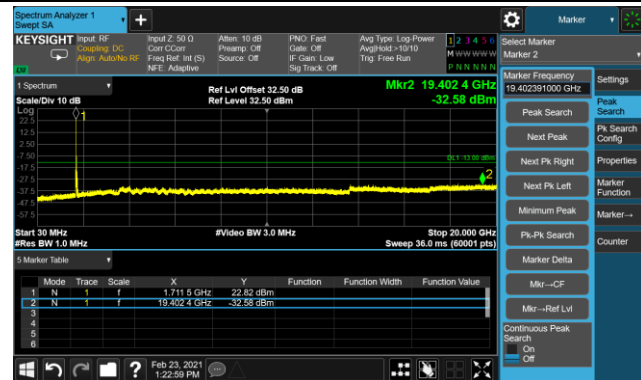 Spectrum Analyzer 1
Swept SA
+
Marker
KEYSIGHT
Input: RF
Coupling: DC
Align: Auto/No RF
Input Z: 50 Ω
Corr CCorr
Freq Ref: Int (S)
NFE: Adaptive
Atten: 10 dB
Preamp: Off
Source: Off
PNO: Fast
Gate: Off
IF Gain: Low
Sig Track: Off
Avg Type: Log-Power
Avg|Hold:>10/10
Trig: Free Run
1 2 3 4 5 6
M W W W W W
P N N N N N
LXI
Select Marker
Marker 2
Marker Frequency
19.402391000 GHz
Settings
Peak Search
Next Peak
Next Pk Right
Next Pk Left
Minimum Peak
Pk-Pk Search
Marker Delta
Mkr→CF
Mkr→Ref Lvl
Continuous Peak
Search
On
Off
Peak
Search
Pk Search
Config
Properties
Marker
Function
Marker→
Counter
1 Spectrum
Scale/Div 10 dB
Log
Ref Lvl Offset 32.50 dB
Ref Level 32.50 dBm
Mkr2 19.402 4 GHz
-32.58 dBm
22.5
12.5
2.50
-7.50
-17.5
-27.5
-37.5
-47.5
-57.5
1
DL1 -13.00 dBm
2
Start 30 MHz
#Res BW 1.0 MHz
#Video BW 3.0 MHz
Stop 20.000 GHz
Sweep 36.0 ms (60001 pts)
5 Marker Table
Mode Trace Scale X Y Function Function Width Function Value
1 N 1 f 1.711 5 GHz 22.82 dBm
2 N 1 f 19.402 4 GHz -32.58 dBm
3
4
5
6
?
Feb 23, 2021
1:22:59 PM